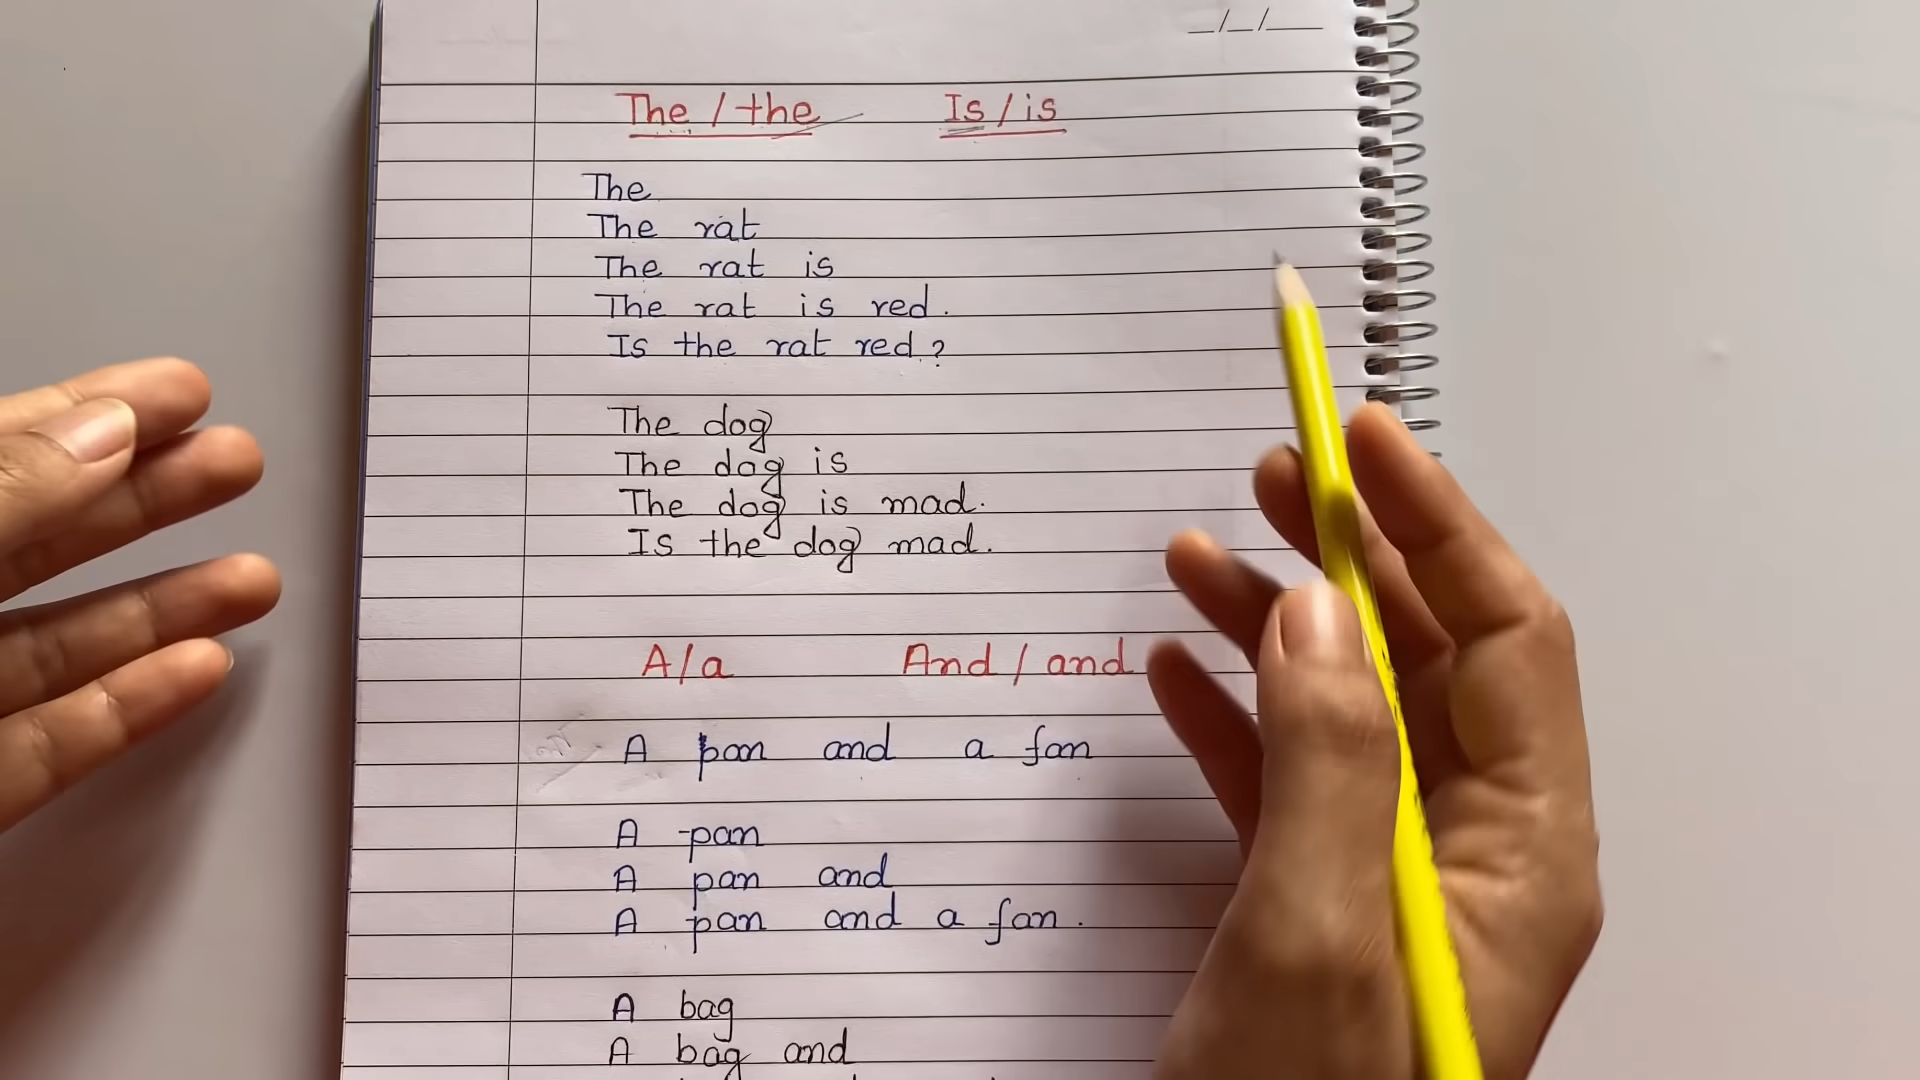 _/_/__
The / the Is / is
The
The rat
The rat is
The rat is red.
Is the rat red?
The dog
The dog is
The dog is mad.
Is the dog mad.
A/a And / and
A pan and a fan
A pan
A pan and
A pan and a fan.
A bag
A bag and